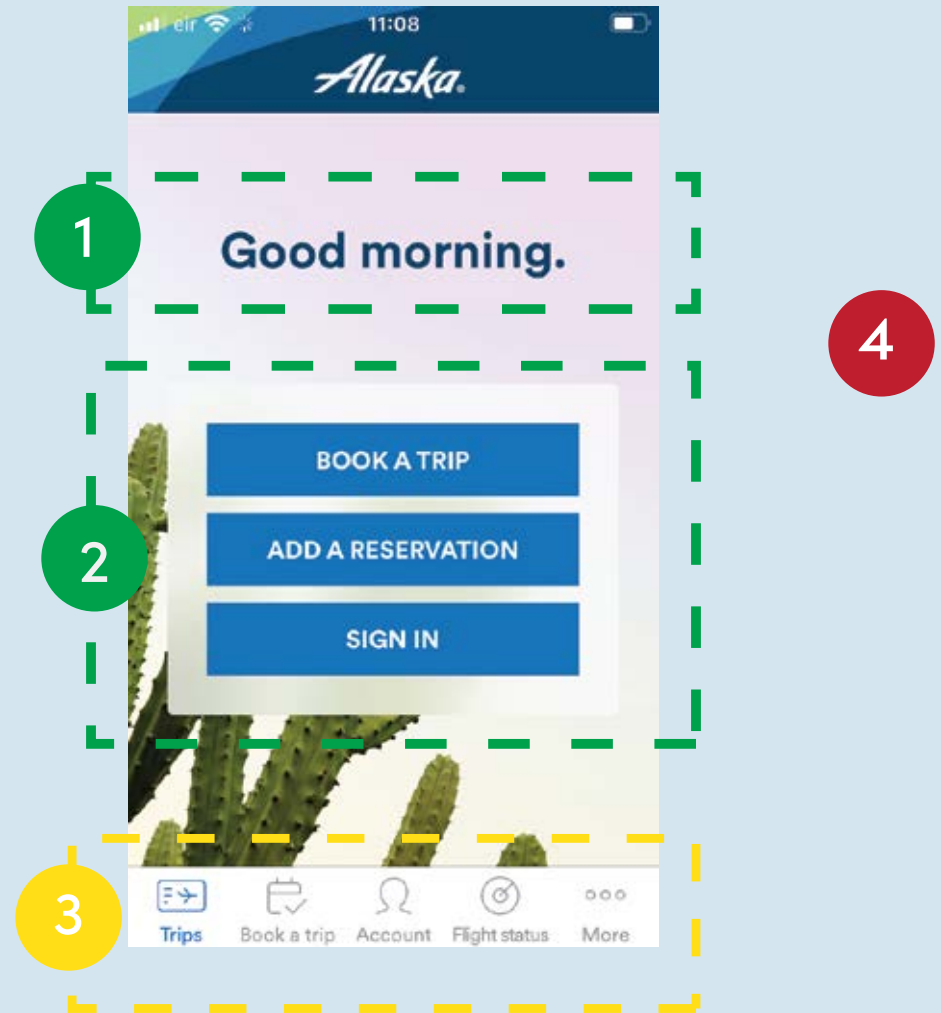 eir 11:08
Alaska.
1
Good morning.
4
BOOK A TRIP
2
ADD A RESERVATION
SIGN IN
3
Trips Book a trip Account Flight status More